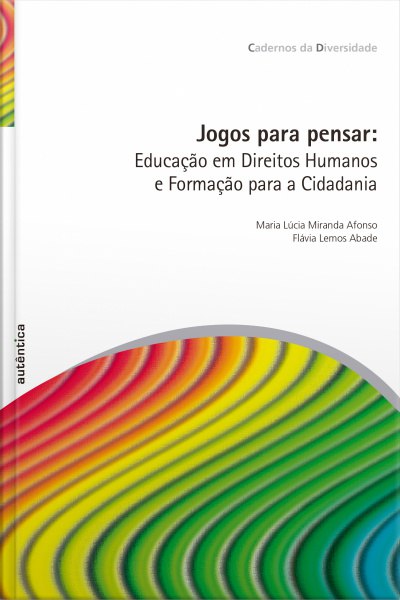 Cadernos da Diversidade
Jogos para pensar:
Educação em Direitos Humanos
e Formação para a Cidadania
Maria Lúcia Miranda Afonso
Flávia Lemos Abade
autêntica